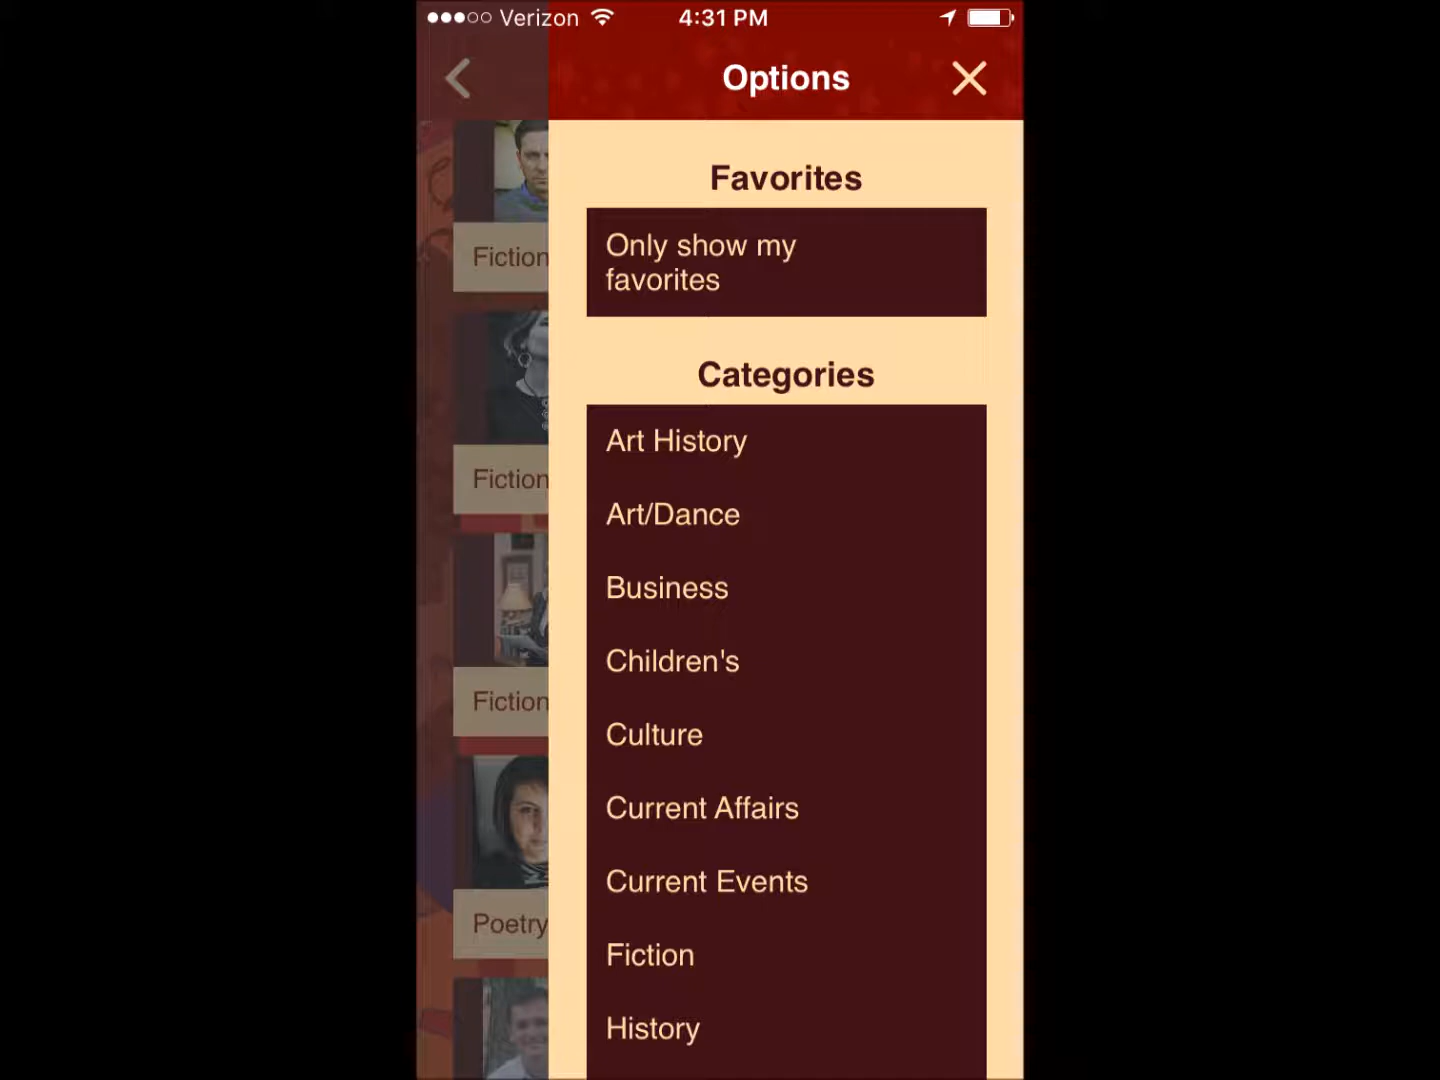 Verizon 4:31 PM
Options
Favorites
Only show my
favorites
Categories
Art History
Art/Dance
Business
Children's
Culture
Current Affairs
Current Events
Fiction
History
Fiction
Fiction
Fiction
Poetry